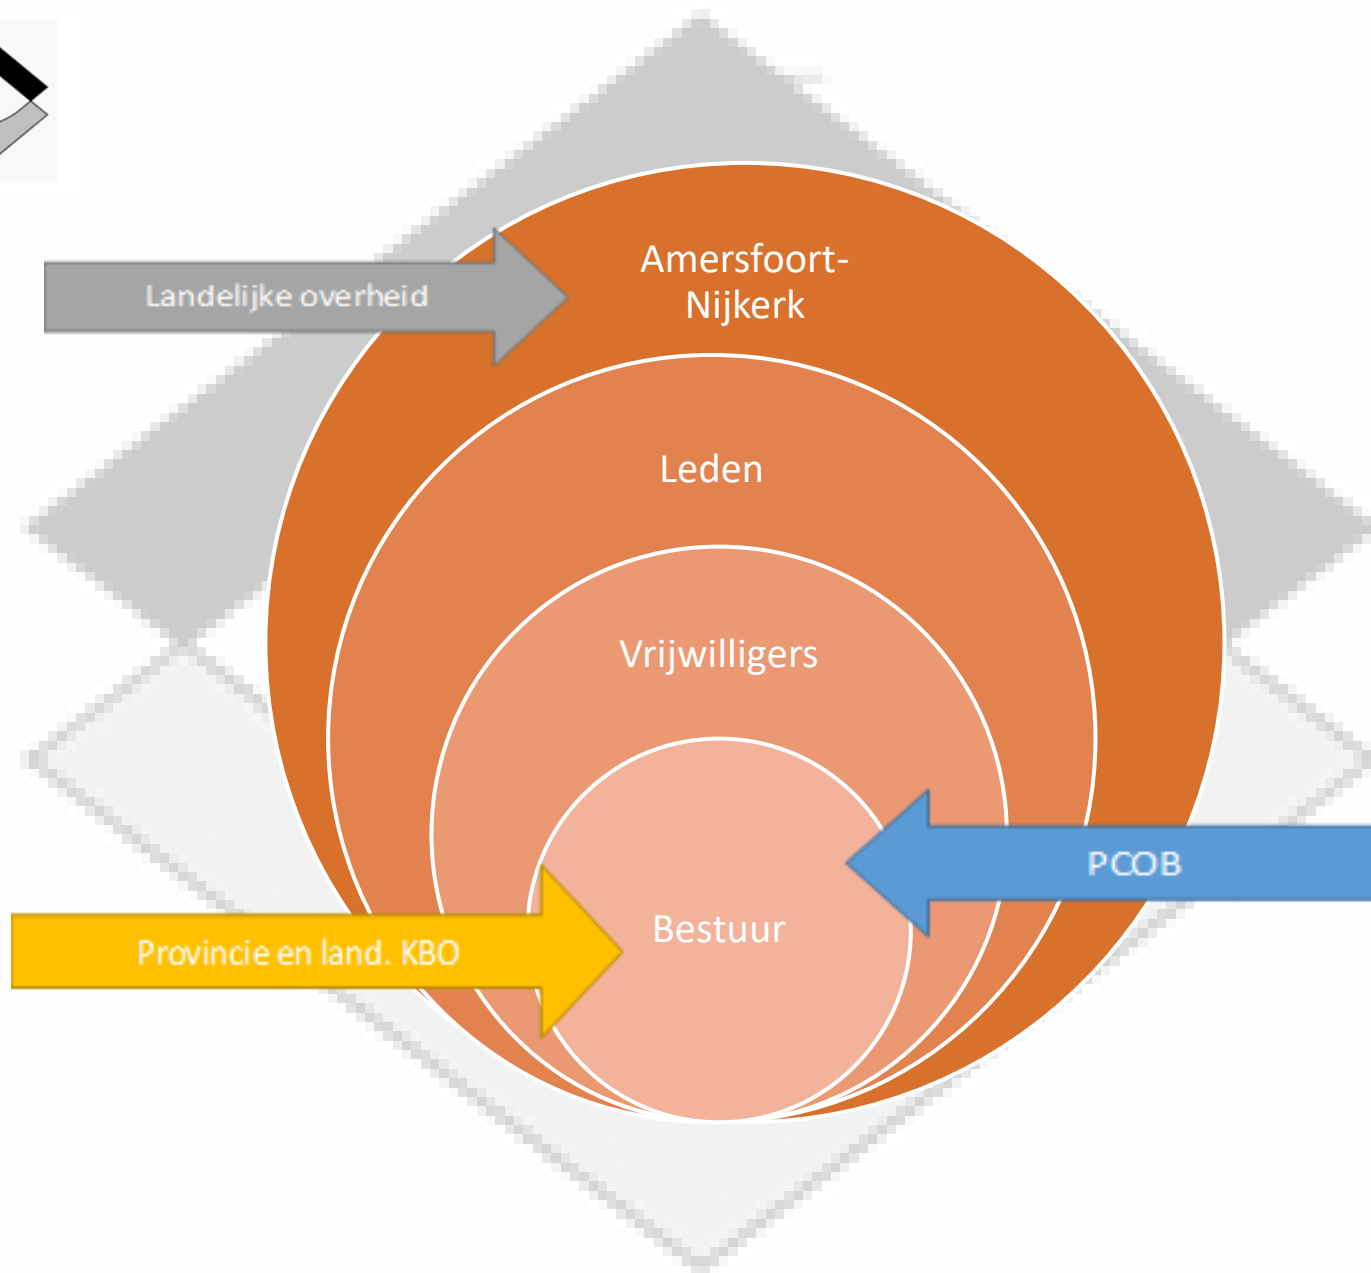 Amersfoort-
Nijkerk
Landelijke overheid
Leden
Vrijwilligers
PCOB
Bestuur
Provincie en land. KBO